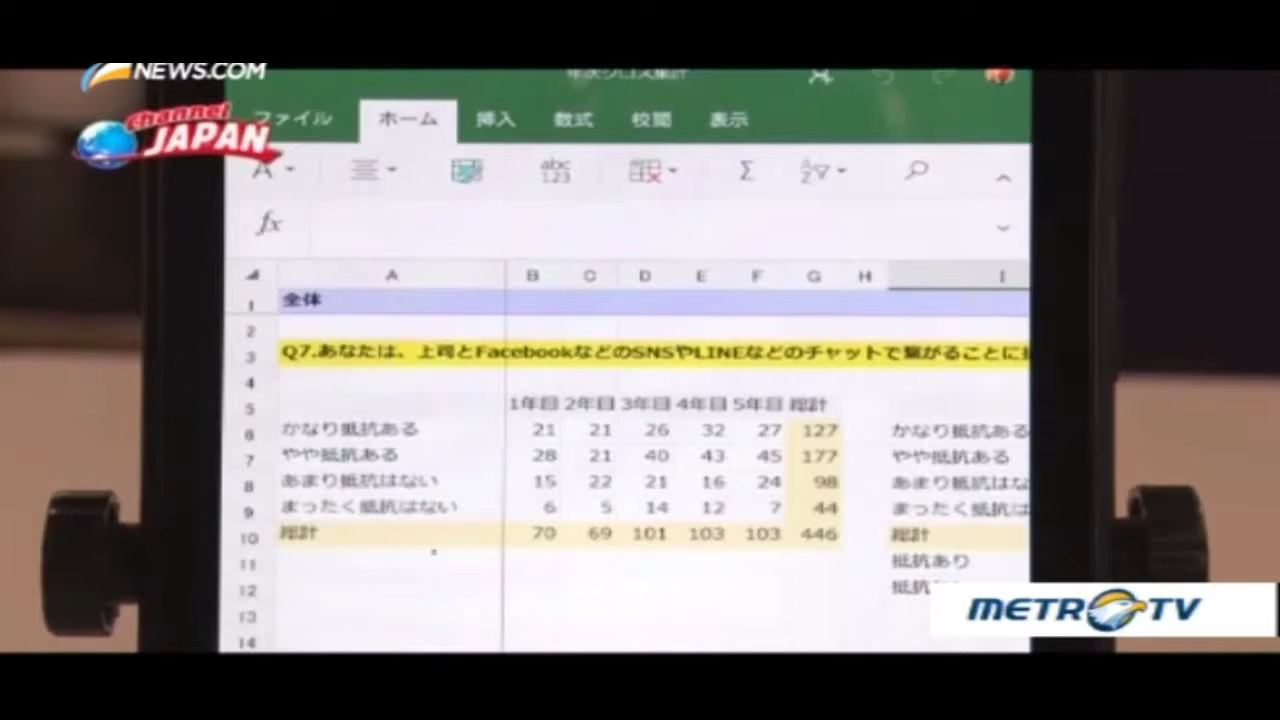 NEWS.COM
channel
JAPAN
年次クロス集計
ファイル ホーム 挿入 数式 校閲 表示
A abc 123 Σ
fx
A B C D E F G H I
1 全体
2
3 Q7.あなたは、上司とFacebookなどのSNSやLINEなどのチャットで繋がることに
4
5 1年目 2年目 3年目 4年目 5年目 総計
6 かなり抵抗ある 21 21 26 32 27 127 かなり抵抗ある
7 やや抵抗ある 28 21 40 43 45 177 やや抵抗ある
8 あまり抵抗はない 15 22 21 16 24 98 あまり抵抗はな
9 まったく抵抗はない 6 5 14 12 7 44 まったく抵抗は
10 総計 70 69 101 103 103 446 総計
11 抵抗あり
12 抵抗
13
14
METRO TV